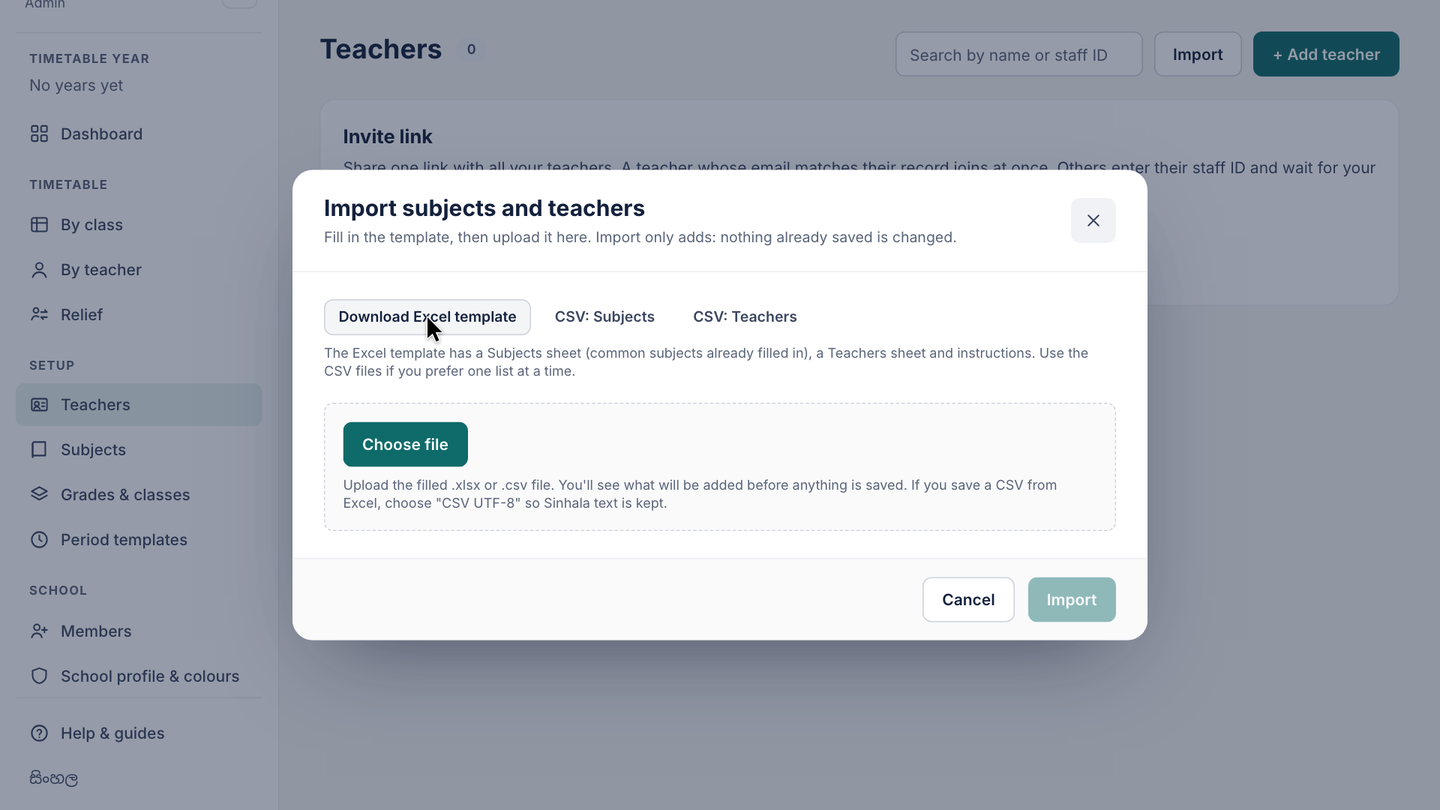 Admin
TIMETABLE YEAR
No years yet
Dashboard
TIMETABLE
By class
By teacher
Relief
SETUP
Teachers
Subjects
Grades & classes
Period templates
SCHOOL
Members
School profile & colours
Help & guides
සිංහල
Teachers 0
Search by name or staff ID
Import
+ Add teacher
Invite link
Share one link with all your teachers. A teacher whose email matches their record joins at once. Others enter their staff ID and wait for your
Import subjects and teachers
Fill in the template, then upload it here. Import only adds: nothing already saved is changed.
Download Excel template
CSV: Subjects
CSV: Teachers
The Excel template has a Subjects sheet (common subjects already filled in), a Teachers sheet and instructions. Use the
CSV files if you prefer one list at a time.
Choose file
Upload the filled .xlsx or .csv file. You'll see what will be added before anything is saved. If you save a CSV from
Excel, choose "CSV UTF-8" so Sinhala text is kept.
Cancel
Import